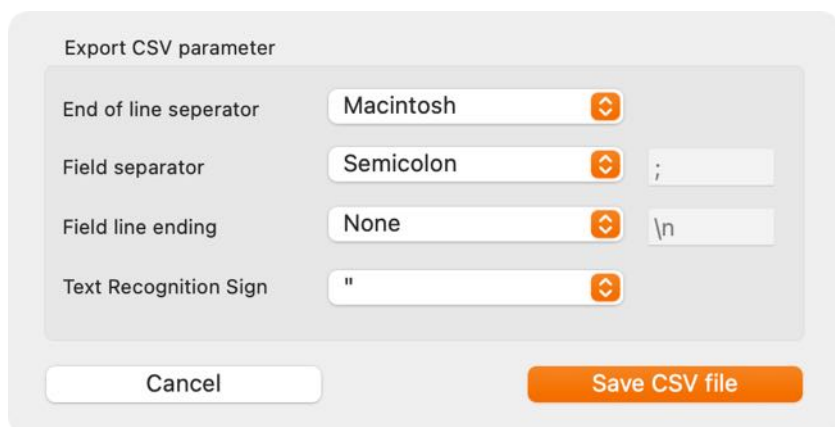 Export CSV parameter
End of line seperator Macintosh
Field separator Semicolon ;
Field line ending None \n
Text Recognition Sign "
Cancel Save CSV file